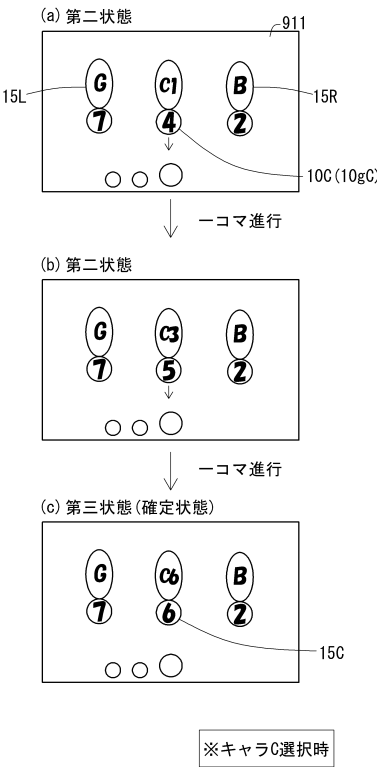 (a) 第二状態
911
15L
G
C1
B
15R
7
4
2
10C(10gC)
一コマ進行
(b) 第二状態
G
C3
B
7
5
2
一コマ進行
(c) 第三状態(確定状態)
G
C6
B
7
6
2
15C
※キャラC選択時